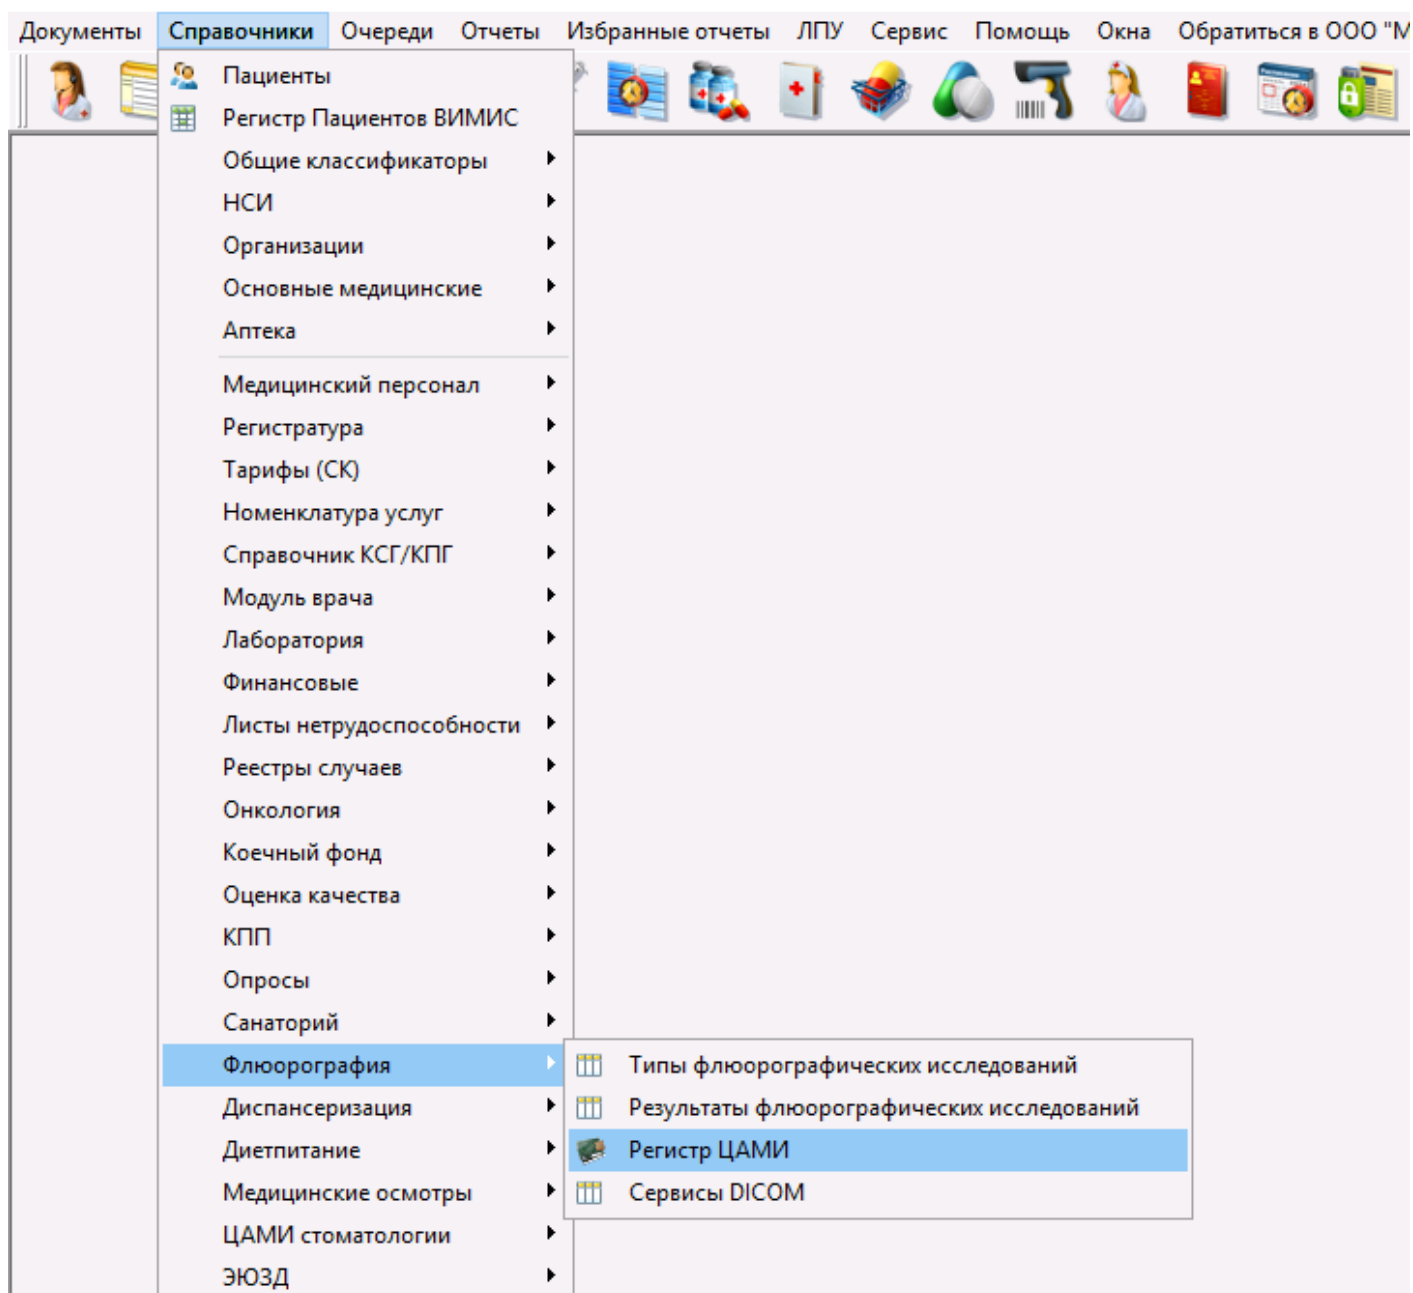 Документы Справочники Очереди Отчеты Избранные отчеты ЛПУ Сервис Помощь Окна Обратиться в ООО "М
Пациенты
Регистр Пациентов ВИМИС
Общие классификаторы
НСИ
Организации
Основные медицинские
Аптека
Медицинский персонал
Регистратура
Тарифы (СК)
Номенклатура услуг
Справочник КСГ/КПГ
Модуль врача
Лаборатория
Финансовые
Листы нетрудоспособности
Реестры случаев
Онкология
Коечный фонд
Оценка качества
КПП
Опросы
Санаторий
Флюорография
Типы флюорографических исследований
Диспансеризация
Результаты флюорографических исследований
Диетпитание
Регистр ЦАМИ
Медицинские осмотры
Сервисы DICOM
ЦАМИ стоматологии
ЭЮЗД